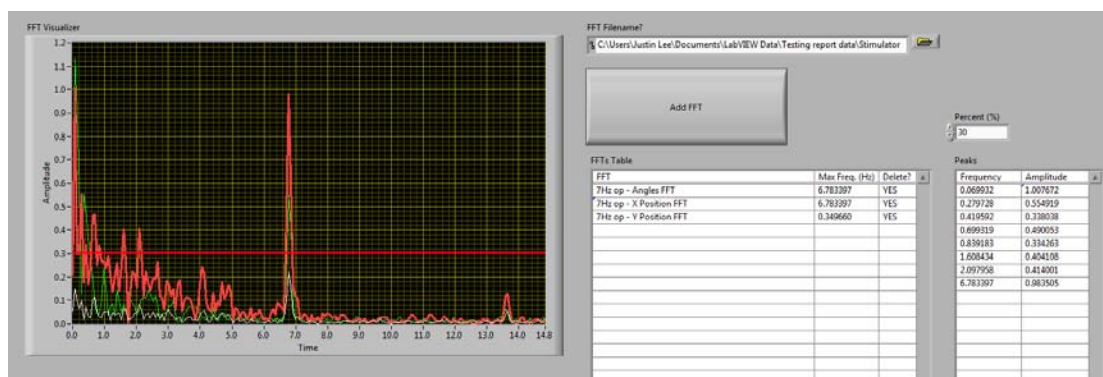 FFT Visualizer
1.2
1.1
1.0
0.9
0.8
0.7
0.6
0.5
0.4
0.3
0.2
0.1
0.0
Amplitude
0.0 1.0 2.0 3.0 4.0 5.0 6.0 7.0 8.0 9.0 10.0 11.0 12.0 13.0 14.0 14.8
Time
FFT Filename?
C:\Users\Justin Lee\Documents\LabVIEW Data\Testing report data\Stimulator
Add FFT
Percent (%)
30
FFTs Table
FFT Max Freq. (Hz) Delete?
7Hz op - Angles FFT 6.783397 YES
7Hz op - X Position FFT 6.783397 YES
7Hz op - Y Position FFT 0.349660 YES
Peaks
Frequency Amplitude
0.069932 1.007672
0.279728 0.554919
0.419592 0.338038
0.699319 0.490053
0.839183 0.334263
1.608434 0.404108
2.097958 0.414001
6.783397 0.983505